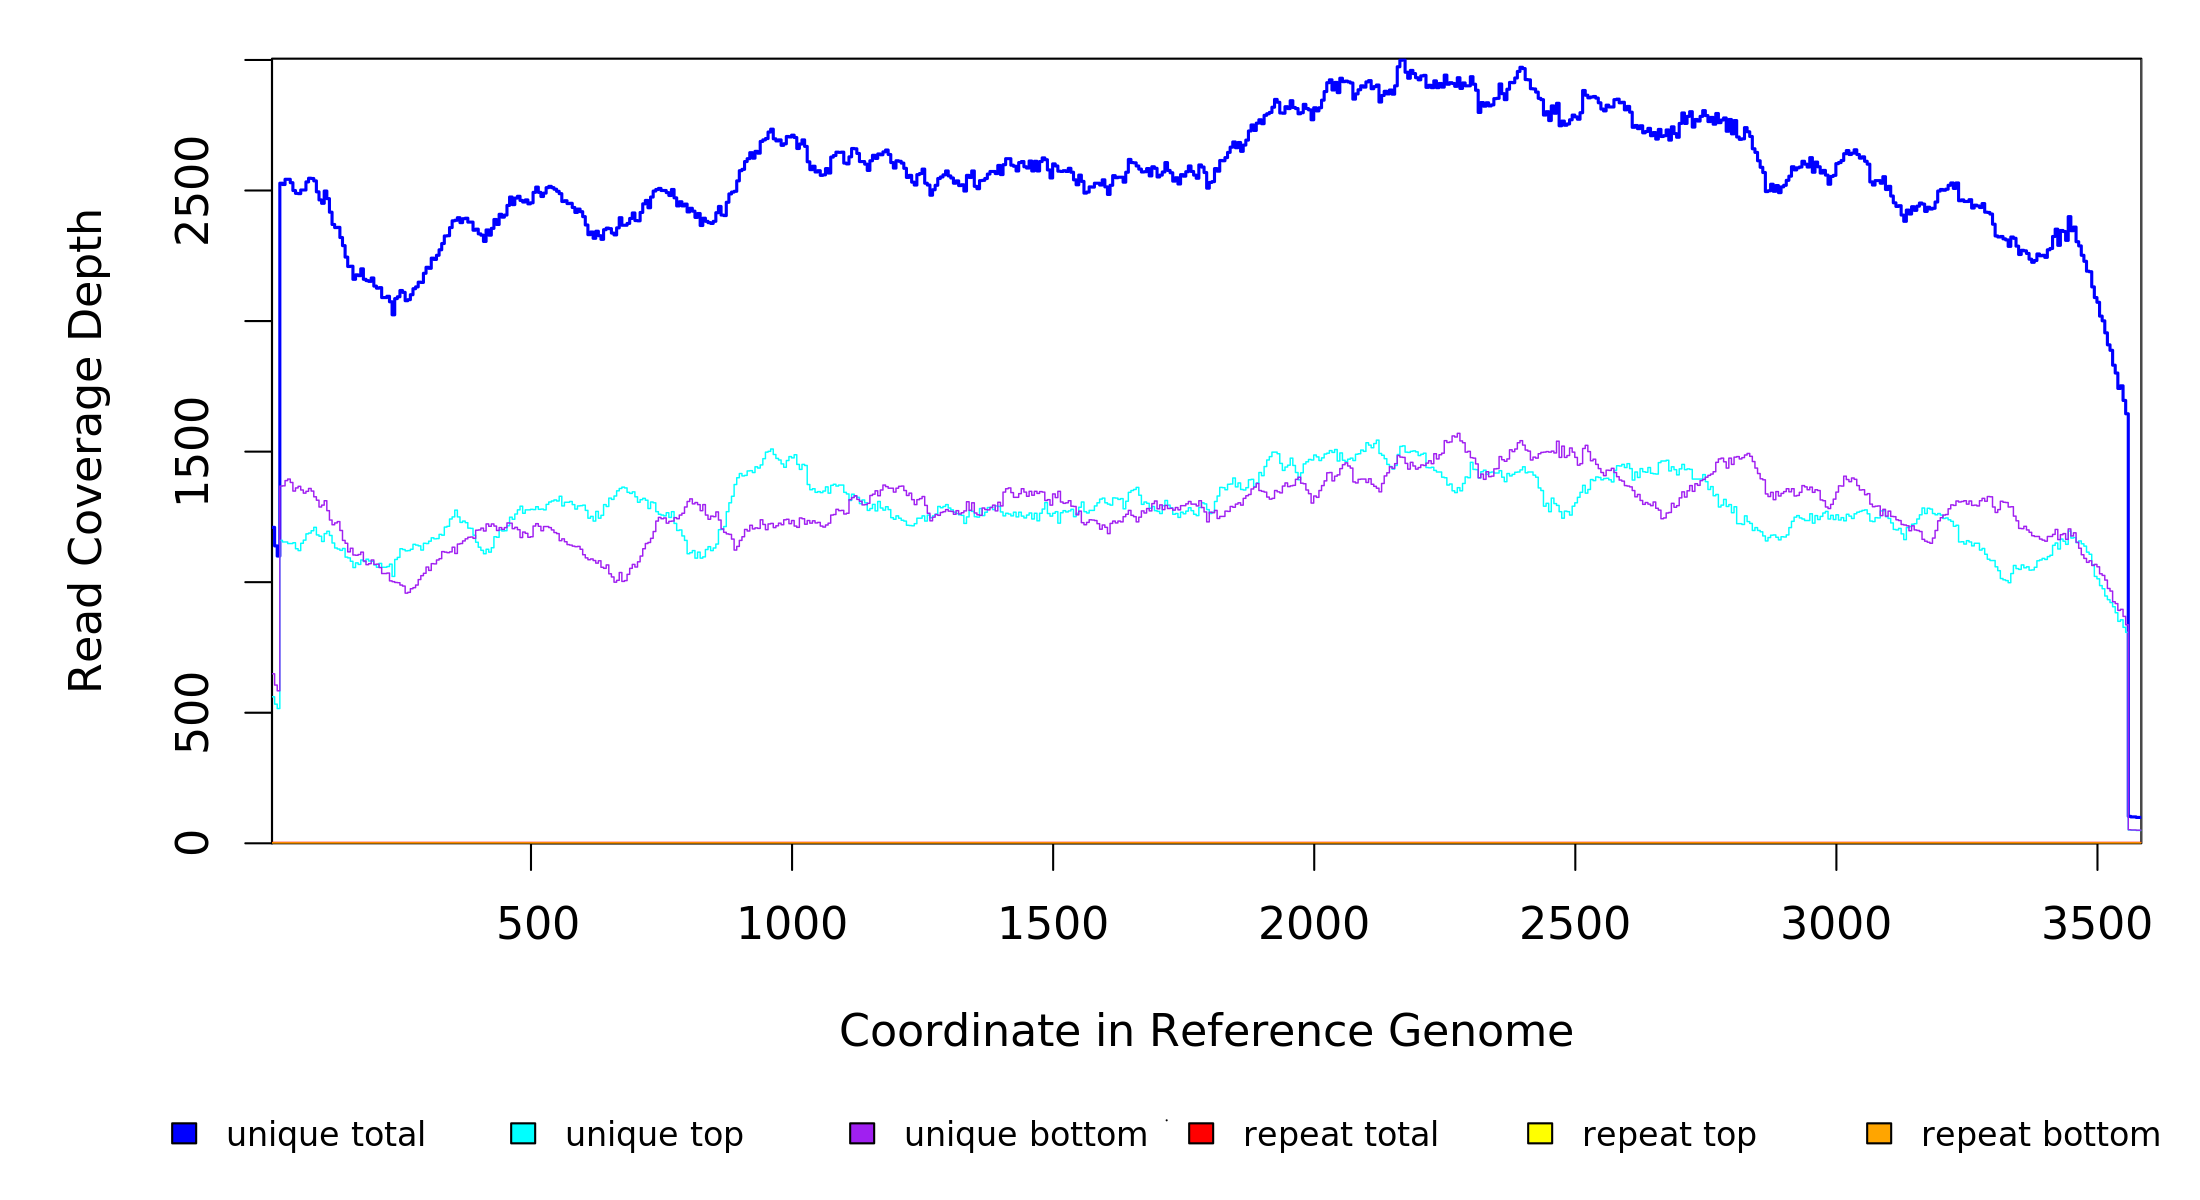 Read Coverage Depth
2500
1500
500
0
500 1000 1500 2000 2500 3000 3500
Coordinate in Reference Genome
unique total unique top unique bottom repeat total repeat top repeat bottom